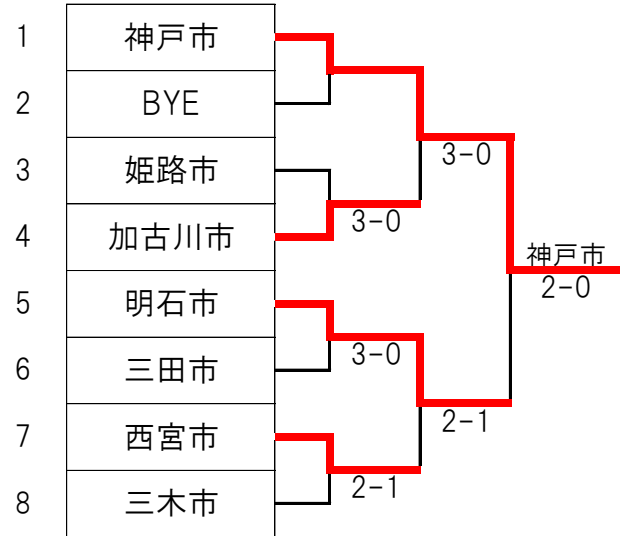 1 神戸市
2 BYE
3 姫路市
4 加古川市
5 明石市
6 三田市
7 西宮市
8 三木市
3-0
3-0
2-1
3-0
2-1
神戸市
2-0